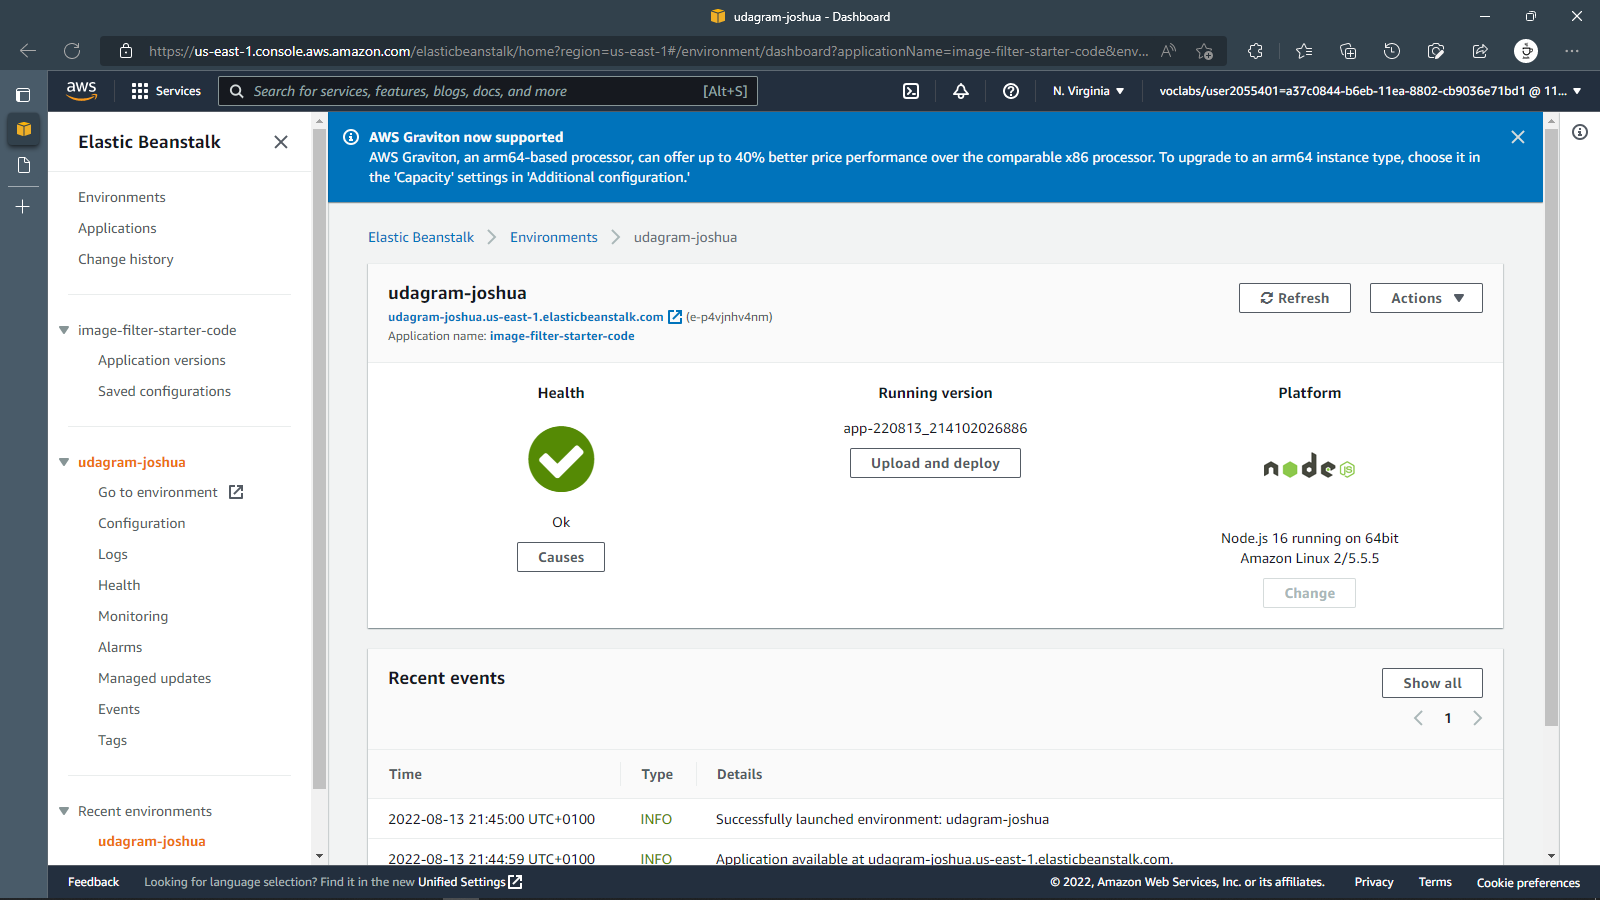 udagram-joshua - Dashboard
https://us-east-1.console.aws.amazon.com/elasticbeanstalk/home?region=us-east-1#/environment/dashboard?applicationName=image-filter-starter-code&env...
aws
Services
Search for services, features, blogs, docs, and more
[Alt+S]
N. Virginia
voclabs/user2055401=a37c0844-b6eb-11ea-8802-cb9036e71bd1 @ 11...
Elastic Beanstalk
Environments
Applications
Change history
image-filter-starter-code
Application versions
Saved configurations
udagram-joshua
Go to environment
Configuration
Logs
Health
Monitoring
Alarms
Managed updates
Events
Tags
Recent environments
udagram-joshua
AWS Graviton now supported
AWS Graviton, an arm64-based processor, can offer up to 40% better price performance over the comparable x86 processor. To upgrade to an arm64 instance type, choose it in
the 'Capacity' settings in 'Additional configuration.'
Elastic Beanstalk
Environments
udagram-joshua
udagram-joshua
udagram-joshua.us-east-1.elasticbeanstalk.com (e-p4vjnhv4nm)
Application name: image-filter-starter-code
Refresh
Actions
Health
Ok
Causes
Running version
app-220813_214102026886
Upload and deploy
Platform
node JS
Node.js 16 running on 64bit
Amazon Linux 2/5.5.5
Change
Recent events
Show all
1
Time Type Details
2022-08-13 21:45:00 UTC+0100 INFO Successfully launched environment: udagram-joshua
2022-08-13 21:44:59 UTC+0100 INFO Application available at udagram-joshua.us-east-1.elasticbeanstalk.com.
Feedback
Looking for language selection? Find it in the new Unified Settings
© 2022, Amazon Web Services, Inc. or its affiliates.
Privacy
Terms
Cookie preferences